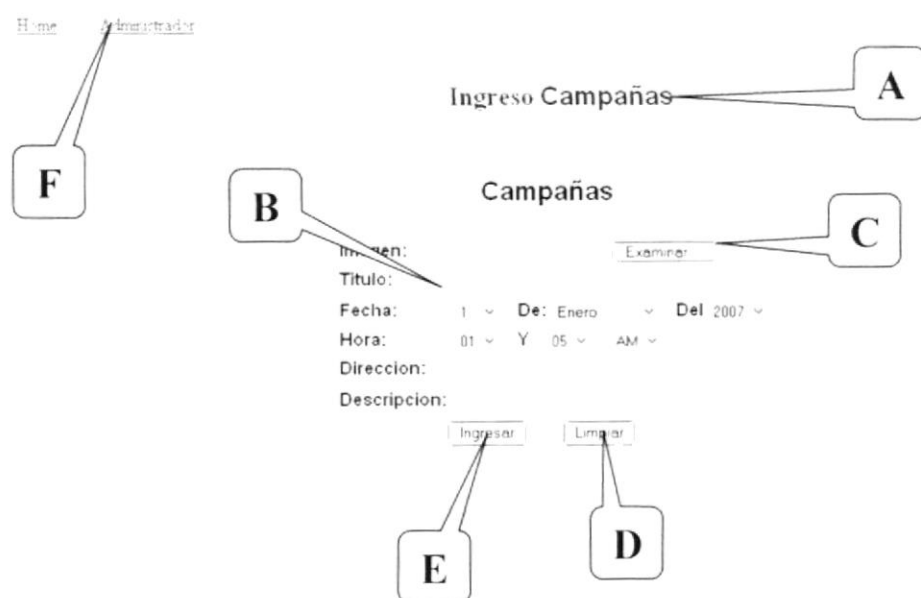 Home Administrador
A
Ingreso Campañas
F
Campañas
B
C
Imagen: Examinar
Titulo:
Fecha: 1 De: Enero Del 2007
Hora: 01 Y 05 AM
Direccion:
Descripcion:
Ingresar Limpiar
E
D